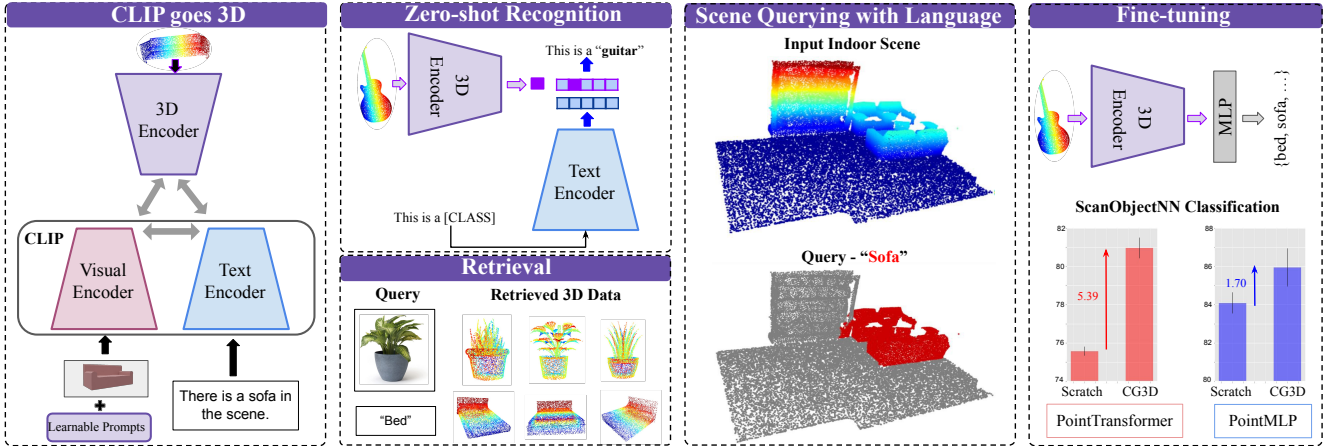 CLIP goes 3D
3D
Encoder
CLIP
Visual
Encoder
Text
Encoder
+
Learnable Prompts
There is a sofa in
the scene.
Zero-shot Recognition
3D
Encoder
This is a “guitar”
Text
Encoder
This is a [CLASS]
Retrieval
Query
Retrieved 3D Data
“Bed”
Scene Querying with Language
Input Indoor Scene
Query - “Sofa”
Fine-tuning
3D
Encoder
MLP
{bed, sofa, …}
ScanObjectNN Classification
82
80
78
76
74
5.39
Scratch
CG3D
PointTransformer
88
86
84
82
80
1.70
Scratch
CG3D
PointMLP